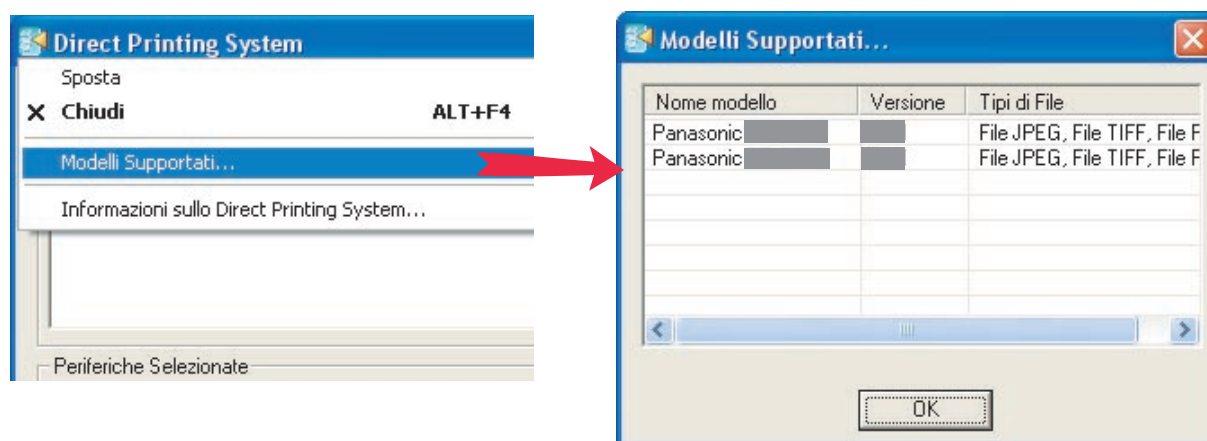 Direct Printing System
Sposta
X Chiudi ALT+F4
Modelli Supportati...
Informazioni sullo Direct Printing System...
Periferiche Selezionate
Modelli Supportati...
Nome modello Versione Tipi di File
Panasonic File JPEG, File TIFF, File F
Panasonic File JPEG, File TIFF, File F
OK